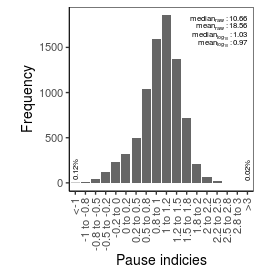 median_raw : 10.66
mean_raw : 18.56
median_log10 : 1.03
mean_log10 : 0.97
Frequency
1500
1000
500
0
0.12%
0.02%
<-1
-1 to -0.8
-0.8 to -0.5
-0.5 to -0.2
-0.2 to 0
0 to 0.2
0.2 to 0.5
0.5 to 0.8
0.8 to 1
1 to 1.2
1.2 to 1.5
1.5 to 1.8
1.8 to 2
2 to 2.2
2.2 to 2.5
2.5 to 2.8
2.8 to 3
>3
Pause indicies